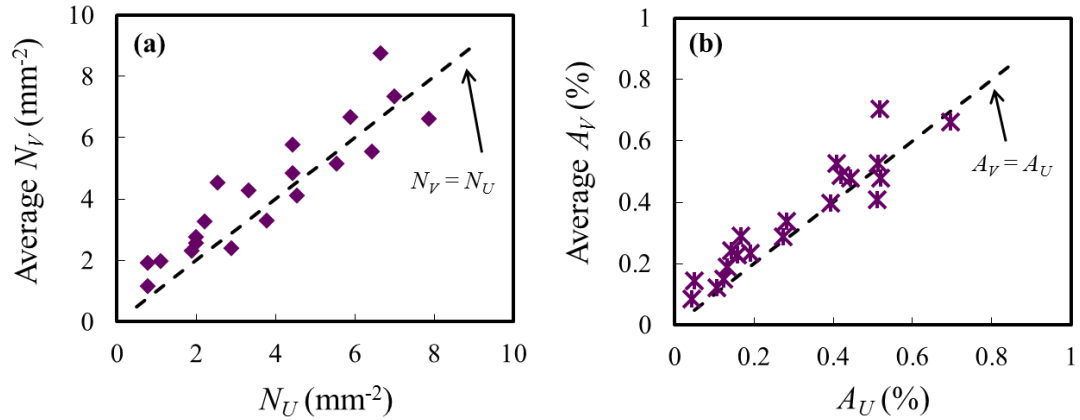 (a)
Average N_V (mm⁻²)
10
8
6
4
2
0
0 2 4 6 8 10
N_U (mm⁻²)
N_V = N_U
(b)
Average A_V (%)
1
0.8
0.6
0.4
0.2
0
0 0.2 0.4 0.6 0.8 1
A_U (%)
A_V = A_U